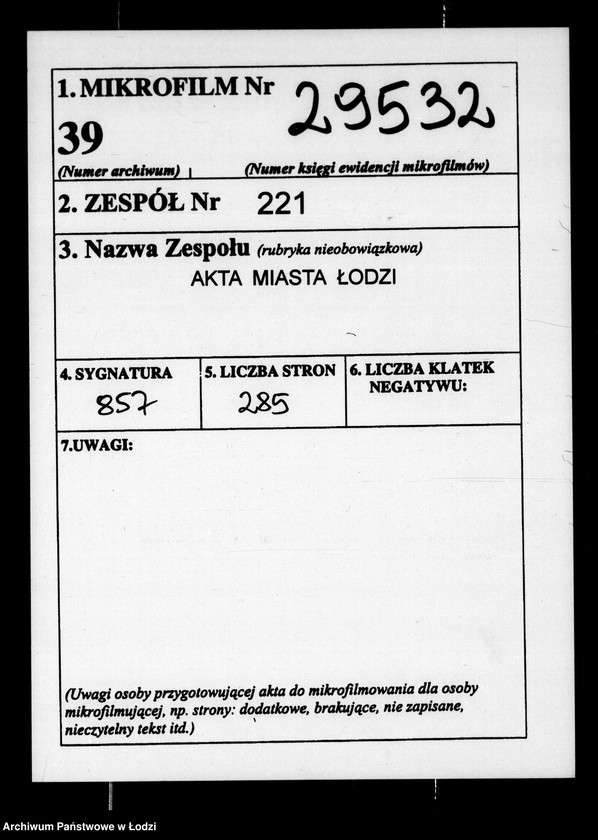 1. MIKROFILM Nr 29532
39
(Numer archiwum) (Numer księgi ewidencji mikrofilmów)
2. ZESPÓŁ Nr 221
3. Nazwa Zespołu (rubryka nieobowiązkowa)
AKTA MIASTA ŁODZI
4. SYGNATURA 5. LICZBA STRON 6. LICZBA KLATEK
NEGATYWU:
857 285
7.UWAGI:
(Uwagi osoby przygotowującej akta do mikrofilmowania dla osoby
mikrofilmującej, np. strony: dodatkowe, brakujące, nie zapisane,
nieczytelny tekst itd.)
Archiwum Państwowe w Łodzi